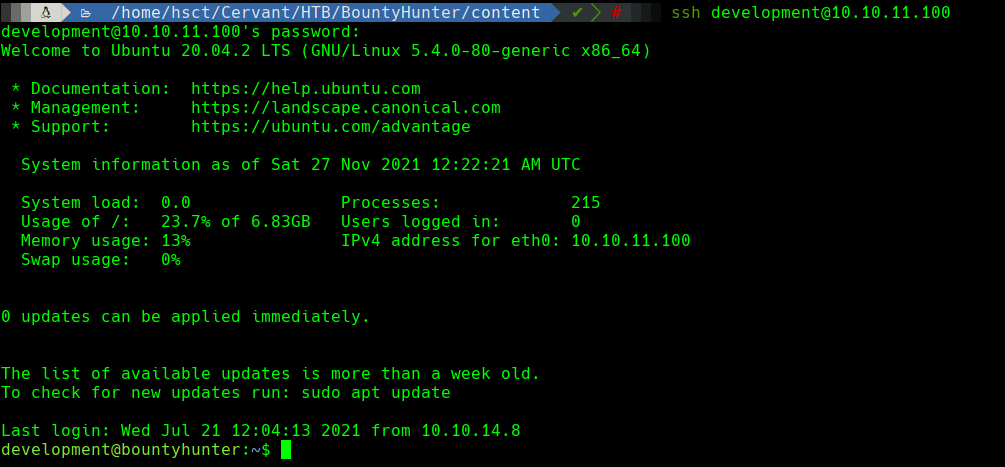 /home/hsct/Cervant/HTB/BountyHunter/content ✔ # ssh development@10.10.11.100
development@10.10.11.100's password:
Welcome to Ubuntu 20.04.2 LTS (GNU/Linux 5.4.0-80-generic x86_64)
* Documentation:  https://help.ubuntu.com
* Management:     https://landscape.canonical.com
* Support:        https://ubuntu.com/advantage
System information as of Sat 27 Nov 2021 12:22:21 AM UTC
System load:  0.0               Processes:             215
Usage of /:   23.7% of 6.83GB   Users logged in:       0
Memory usage: 13%               IPv4 address for eth0: 10.10.11.100
Swap usage:   0%
0 updates can be applied immediately.
The list of available updates is more than a week old.
To check for new updates run: sudo apt update
Last login: Wed Jul 21 12:04:13 2021 from 10.10.14.8
development@bountyhunter:~$